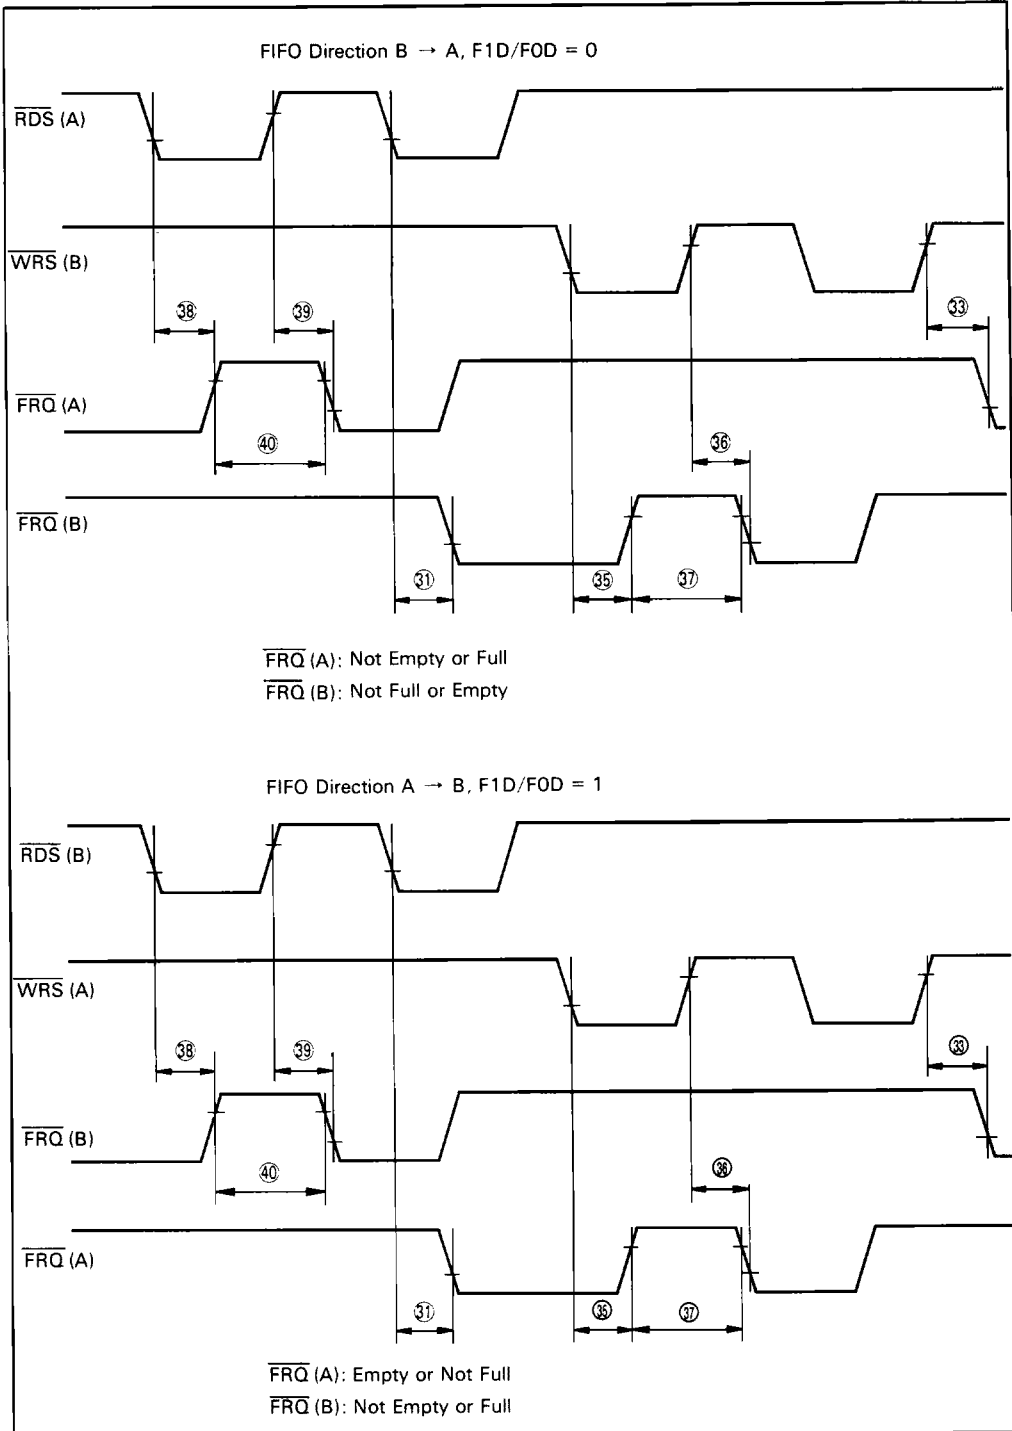 FIFO Direction B → A, F1D/F0D = 0
RDS (A)
WRS (B)
㊳ ㊴ ㉝
FRQ (A)
㊵ ㊱
FRQ (B)
㉛ ㉟ ㊲
FRQ (A): Not Empty or Full
FRQ (B): Not Full or Empty
FIFO Direction A → B, F1D/F0D = 1
RDS (B)
WRS (A)
㊳ ㊴ ㉝
FRQ (B)
㊵ ㊱
FRQ (A)
㉛ ㉟ ㊲
FRQ (A): Empty or Not Full
FRQ (B): Not Empty or Full